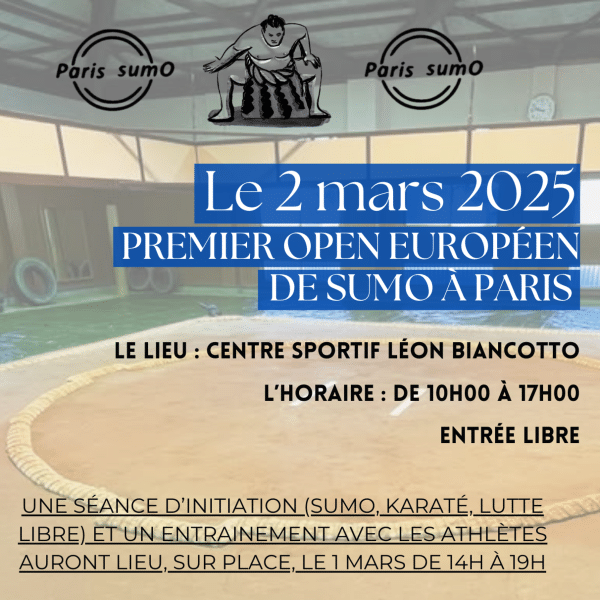 Paris sumO
Paris sumO
Le 2 mars 2025
PREMIER OPEN EUROPÉEN
DE SUMO À PARIS
LE LIEU : CENTRE SPORTIF LÉON BIANCOTTO
L'HORAIRE : DE 10H00 À 17H00
ENTRÉE LIBRE
UNE SÉANCE D'INITIATION (SUMO, KARATÉ, LUTTE
LIBRE) ET UN ENTRAINEMENT AVEC LES ATHLÈTES
AURONT LIEU, SUR PLACE, LE 1 MARS DE 14H À 19H